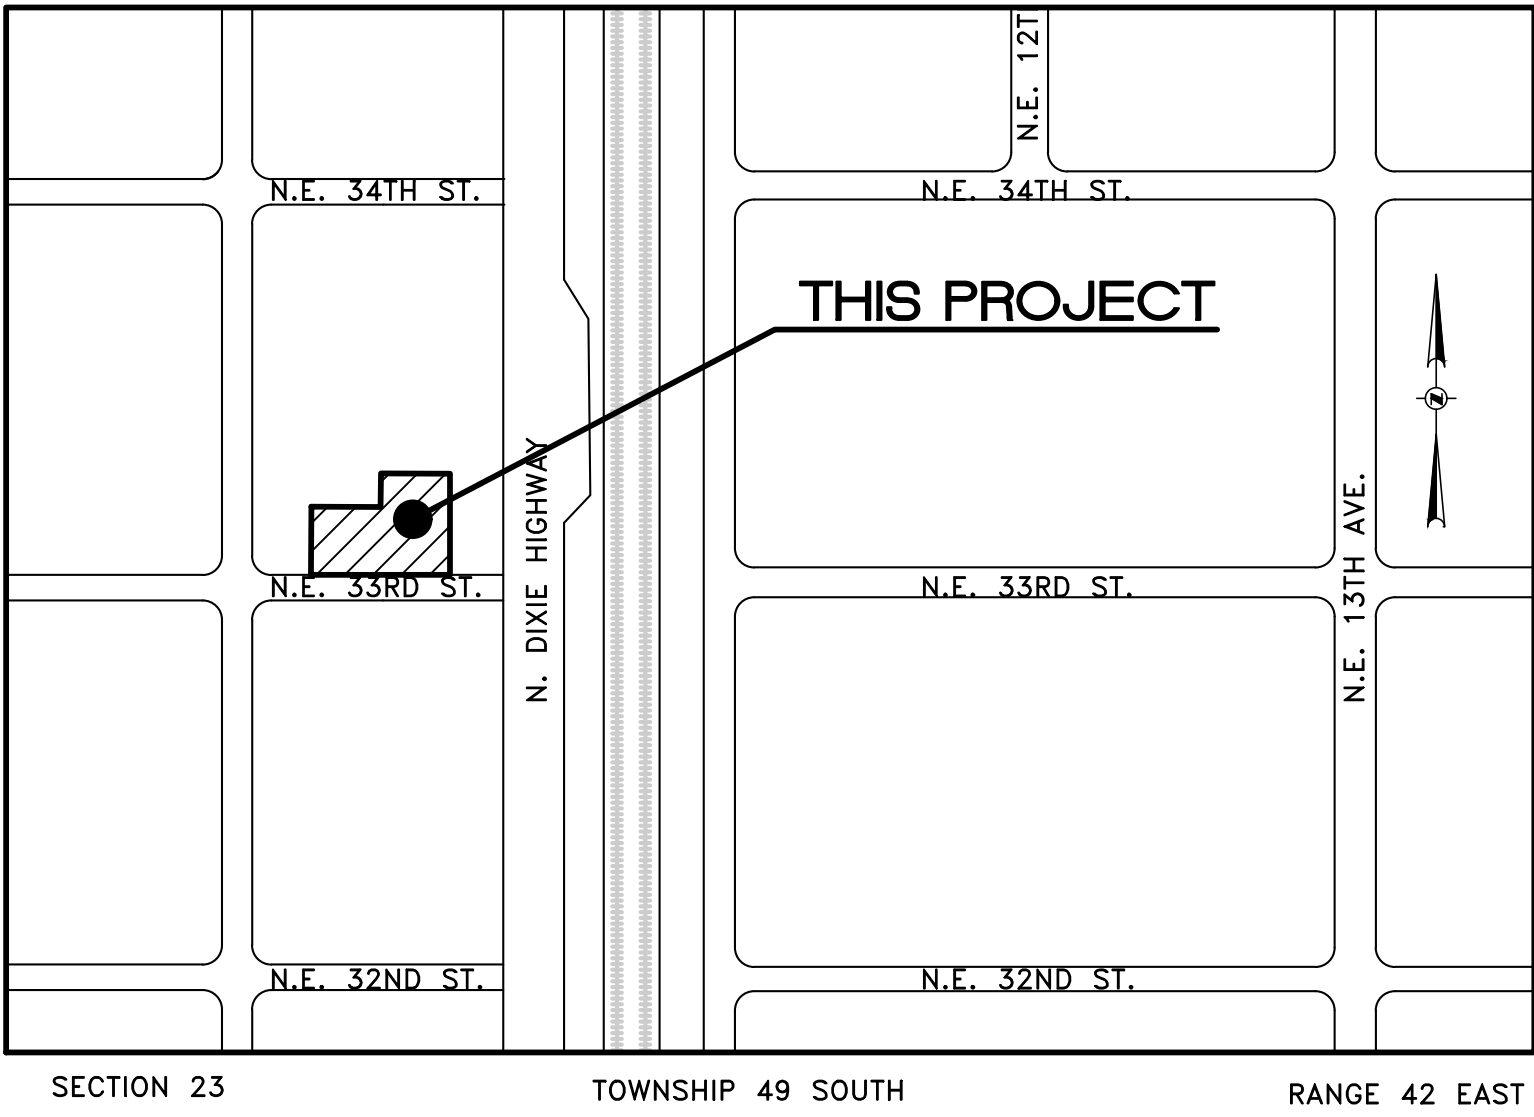 N.E. 12T
N.E. 34TH ST.
N.E. 34TH ST.
THIS PROJECT
N. DIXIE HIGHWAY
N.E. 13TH AVE.
N.E. 33RD ST.
N.E. 33RD ST.
N.E. 32ND ST.
N.E. 32ND ST.
N
SECTION 23
TOWNSHIP 49 SOUTH
RANGE 42 EAST